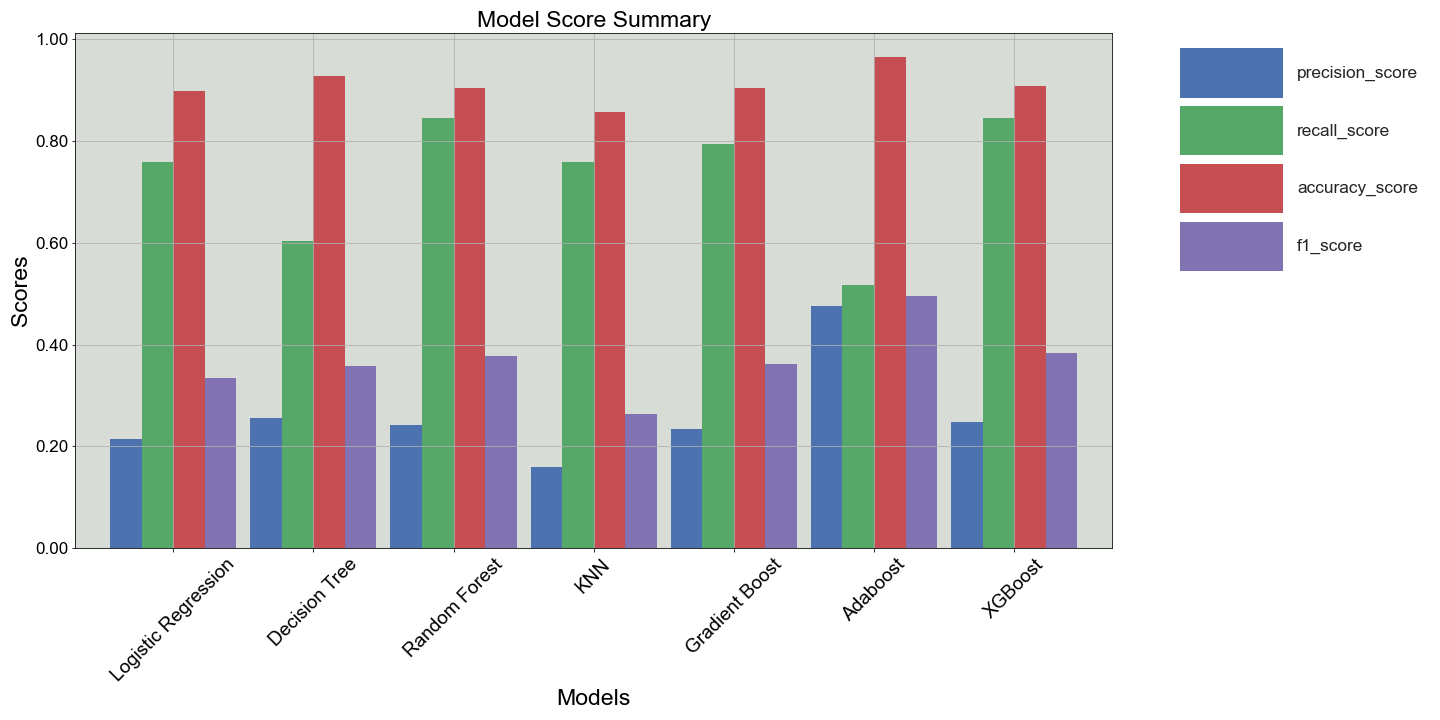 Model Score Summary
1.00
0.80
0.60
0.40
0.20
0.00
Scores
Logistic Regression
Decision Tree
Random Forest
KNN
Gradient Boost
Adaboost
XGBoost
Models
precision_score
recall_score
accuracy_score
f1_score